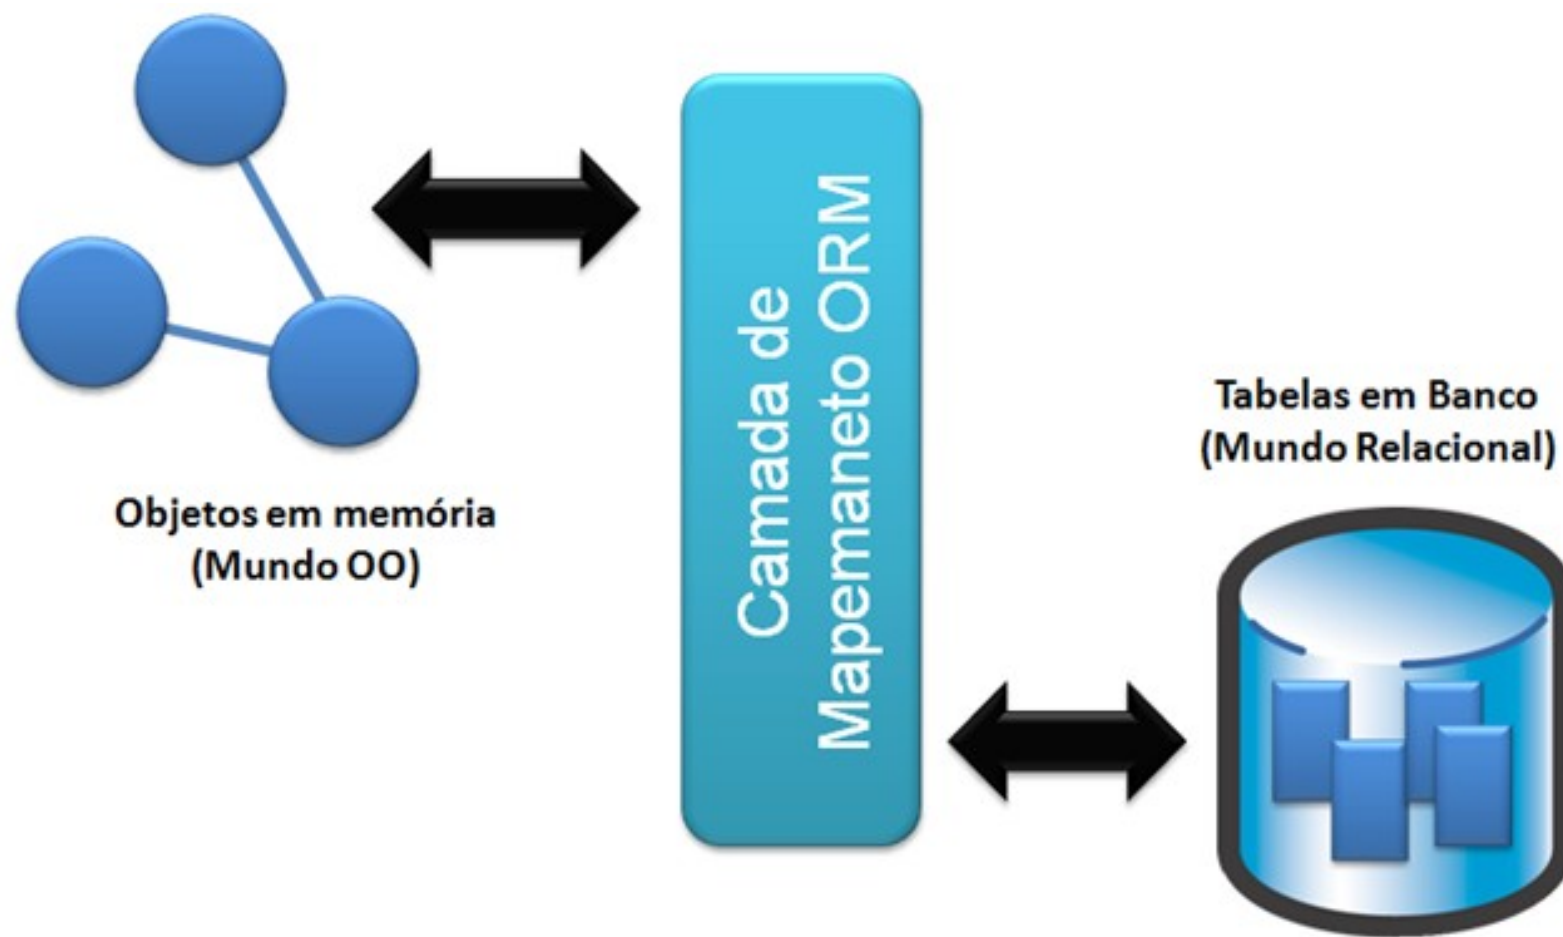 Objetos em memória
(Mundo OO)
Camada de
Mapemaneto ORM
Tabelas em Banco
(Mundo Relacional)